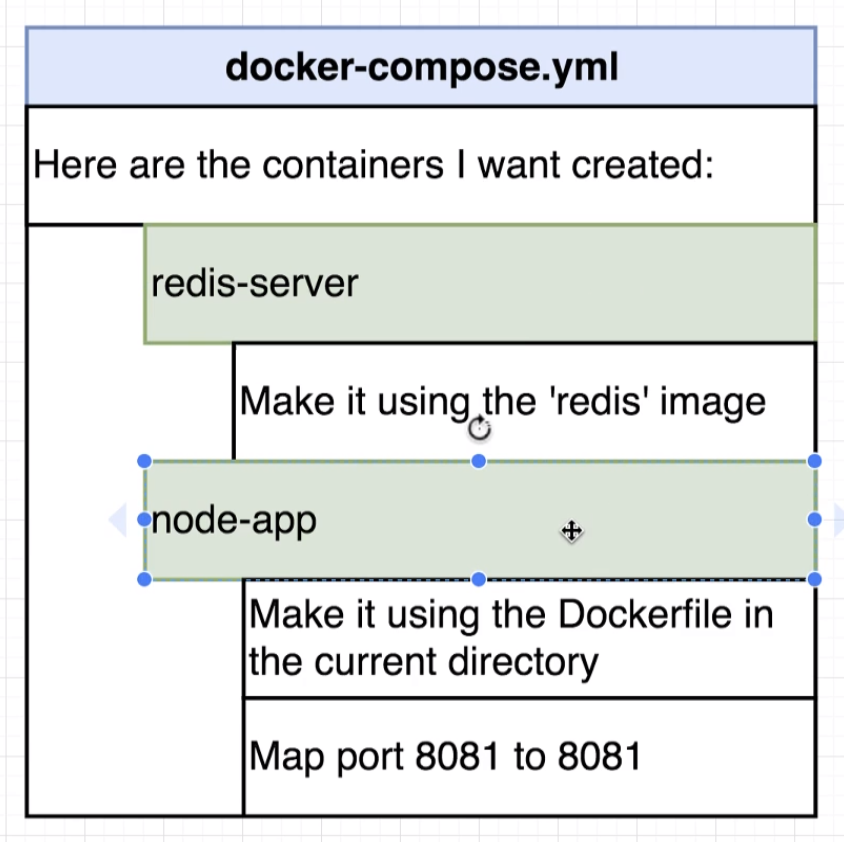 docker-compose.yml
Here are the containers I want created:
redis-server
Make it using the 'redis' image
node-app
Make it using the Dockerfile in
the current directory
Map port 8081 to 8081